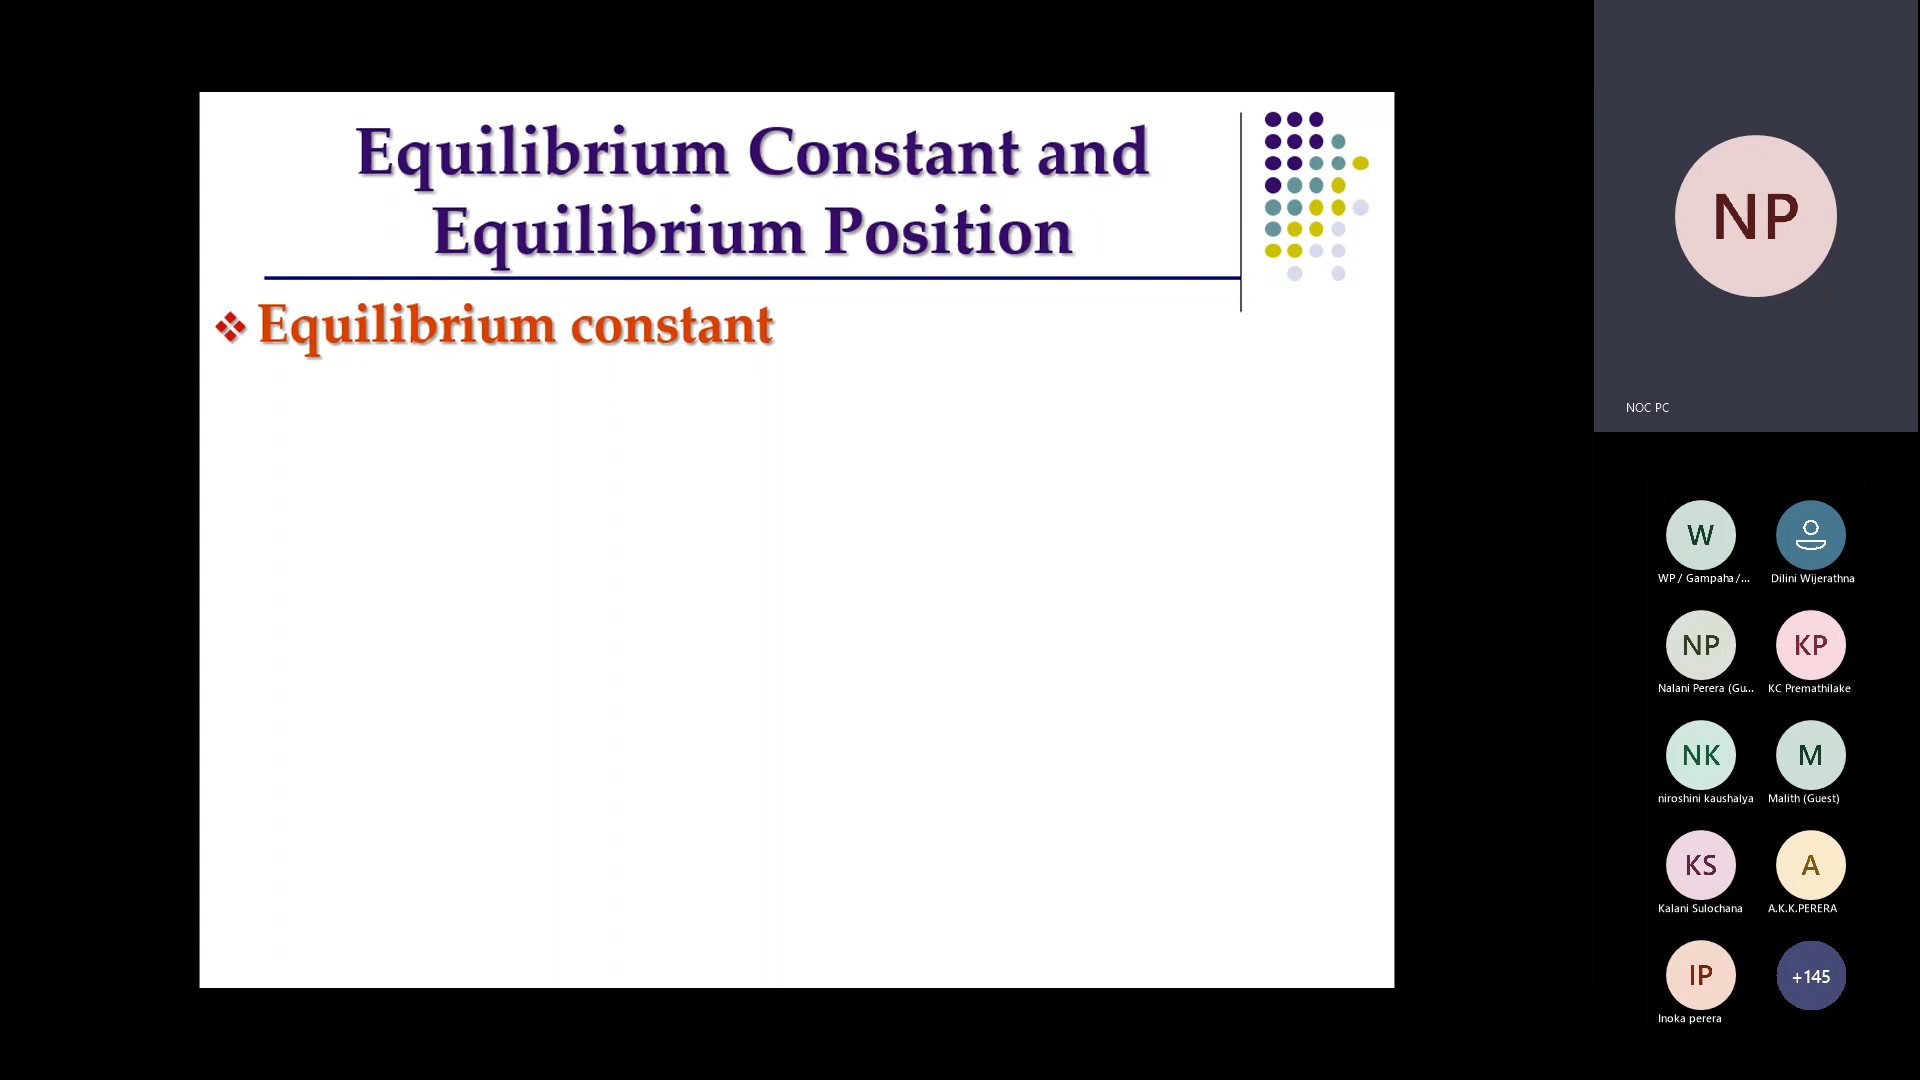 Equilibrium Constant and
Equilibrium Position
❖ Equilibrium constant
NP
NOC PC
W
WP / Gampaha /...
Dilini Wijerathna
NP
Nalani Perera (Gu...
KP
KC Premathilake
NK
niroshini kaushalya
M
Malith (Guest)
KS
Kalani Sulochana
A
A.K.K.PERERA
IP
Inoka perera
+145